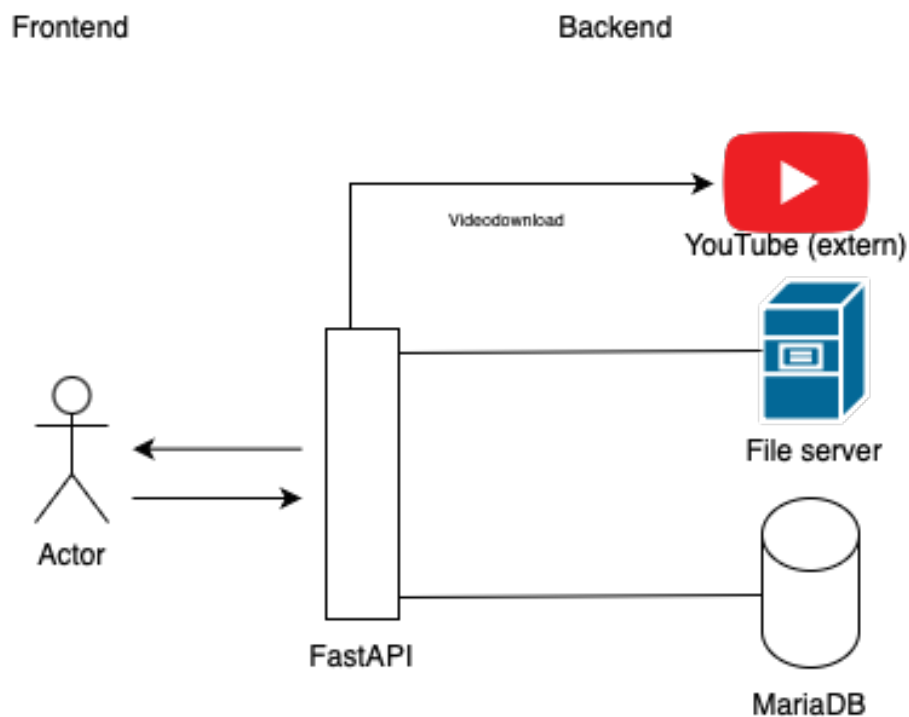 Frontend
Backend
Videodownload
YouTube (extern)
File server
Actor
FastAPI
MariaDB